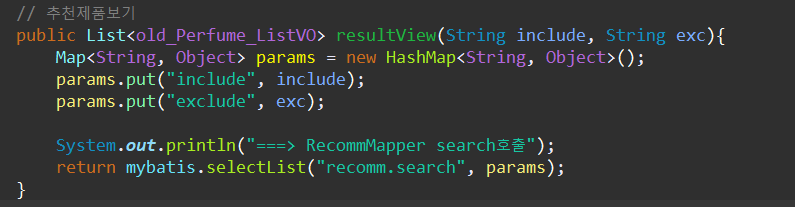 // 추천제품보기
public List<old_Perfume_ListVO> resultView(String include, String exc){
Map<String, Object> params = new HashMap<String, Object>();
params.put("include", include);
params.put("exclude", exc);
System.out.println("===> RecommMapper search호출");
return mybatis.selectList("recomm.search", params);
}